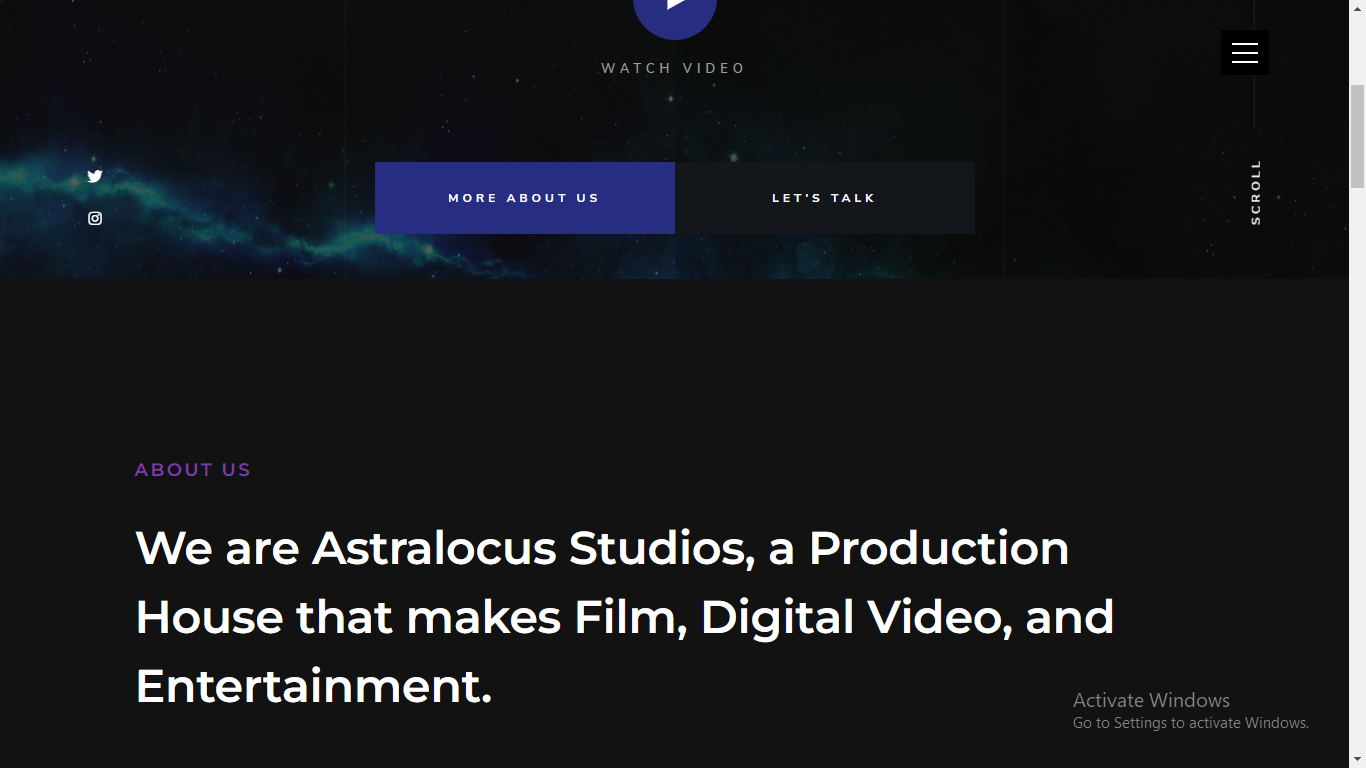 WATCH VIDEO
MORE ABOUT US
LET'S TALK
SCROLL
ABOUT US
We are Astralocus Studios, a Production
House that makes Film, Digital Video, and
Entertainment.
Activate Windows
Go to Settings to activate Windows.